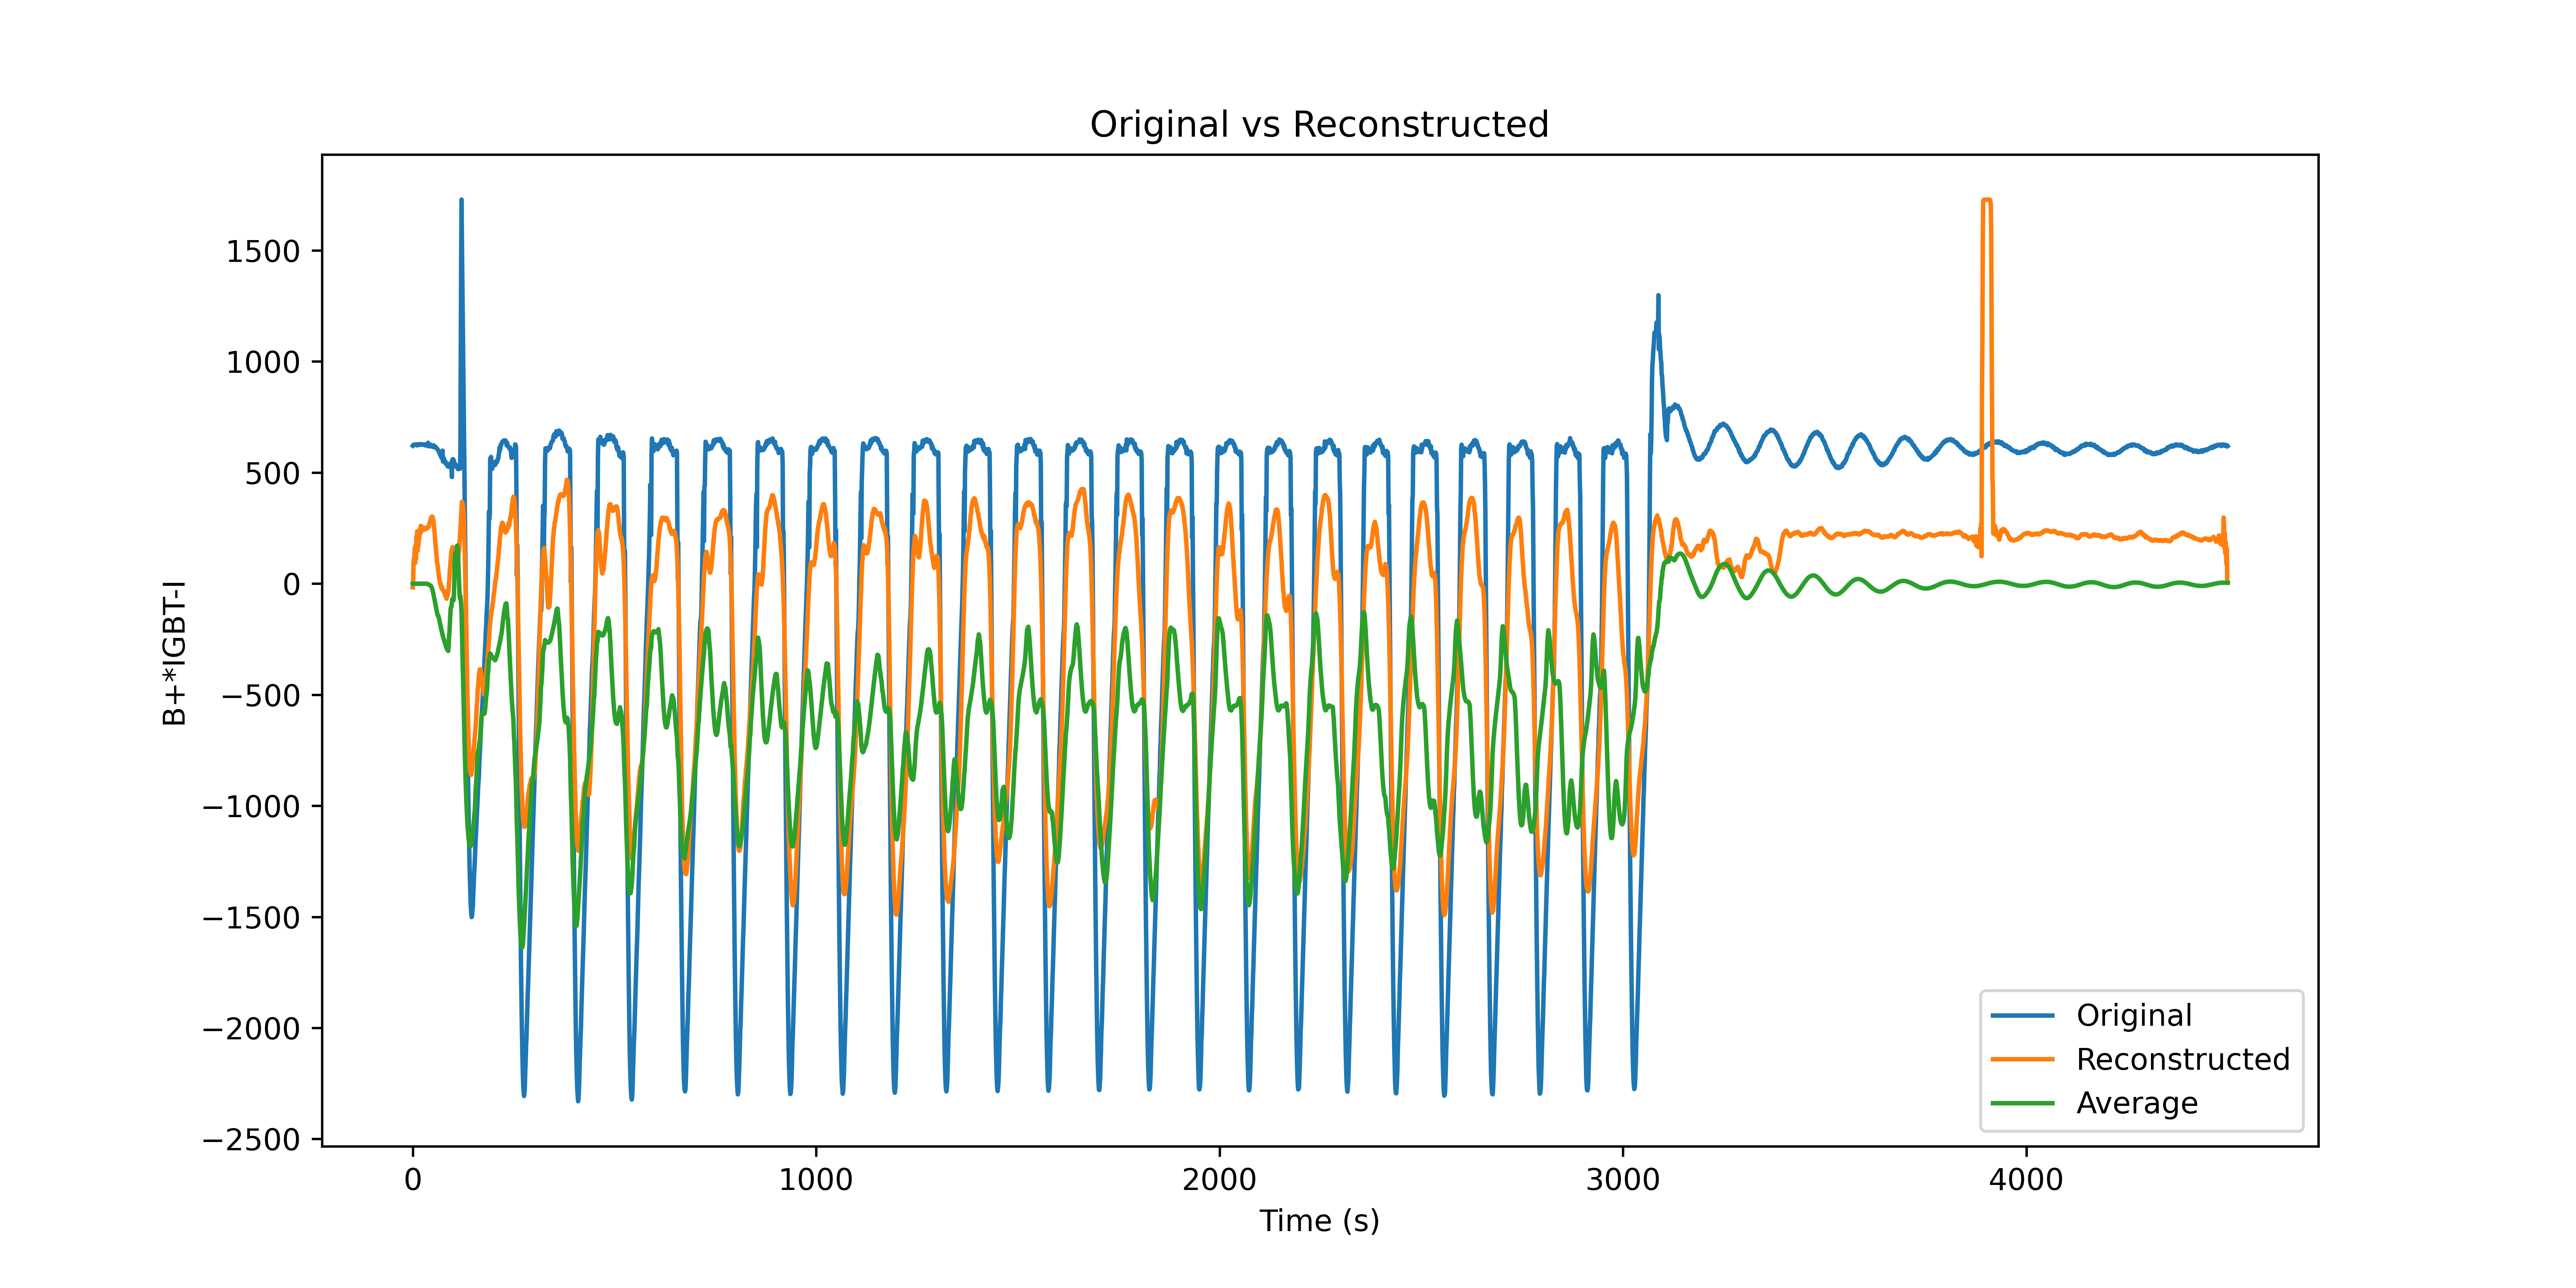 Original vs Reconstructed
B+*IGBT-I
1500
1000
500
0
−500
−1000
−1500
−2000
−2500
0 1000 2000 3000 4000
Time (s)
Original
Reconstructed
Average